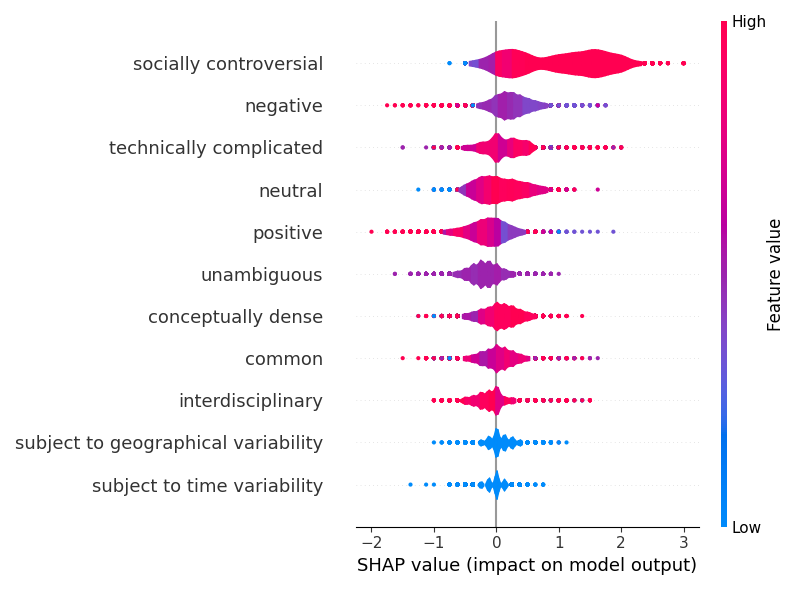 High
socially controversial
negative
technically complicated
neutral
positive
unambiguous
conceptually dense
common
interdisciplinary
subject to geographical variability
subject to time variability
Feature value
Low
−2 −1 0 1 2 3
SHAP value (impact on model output)